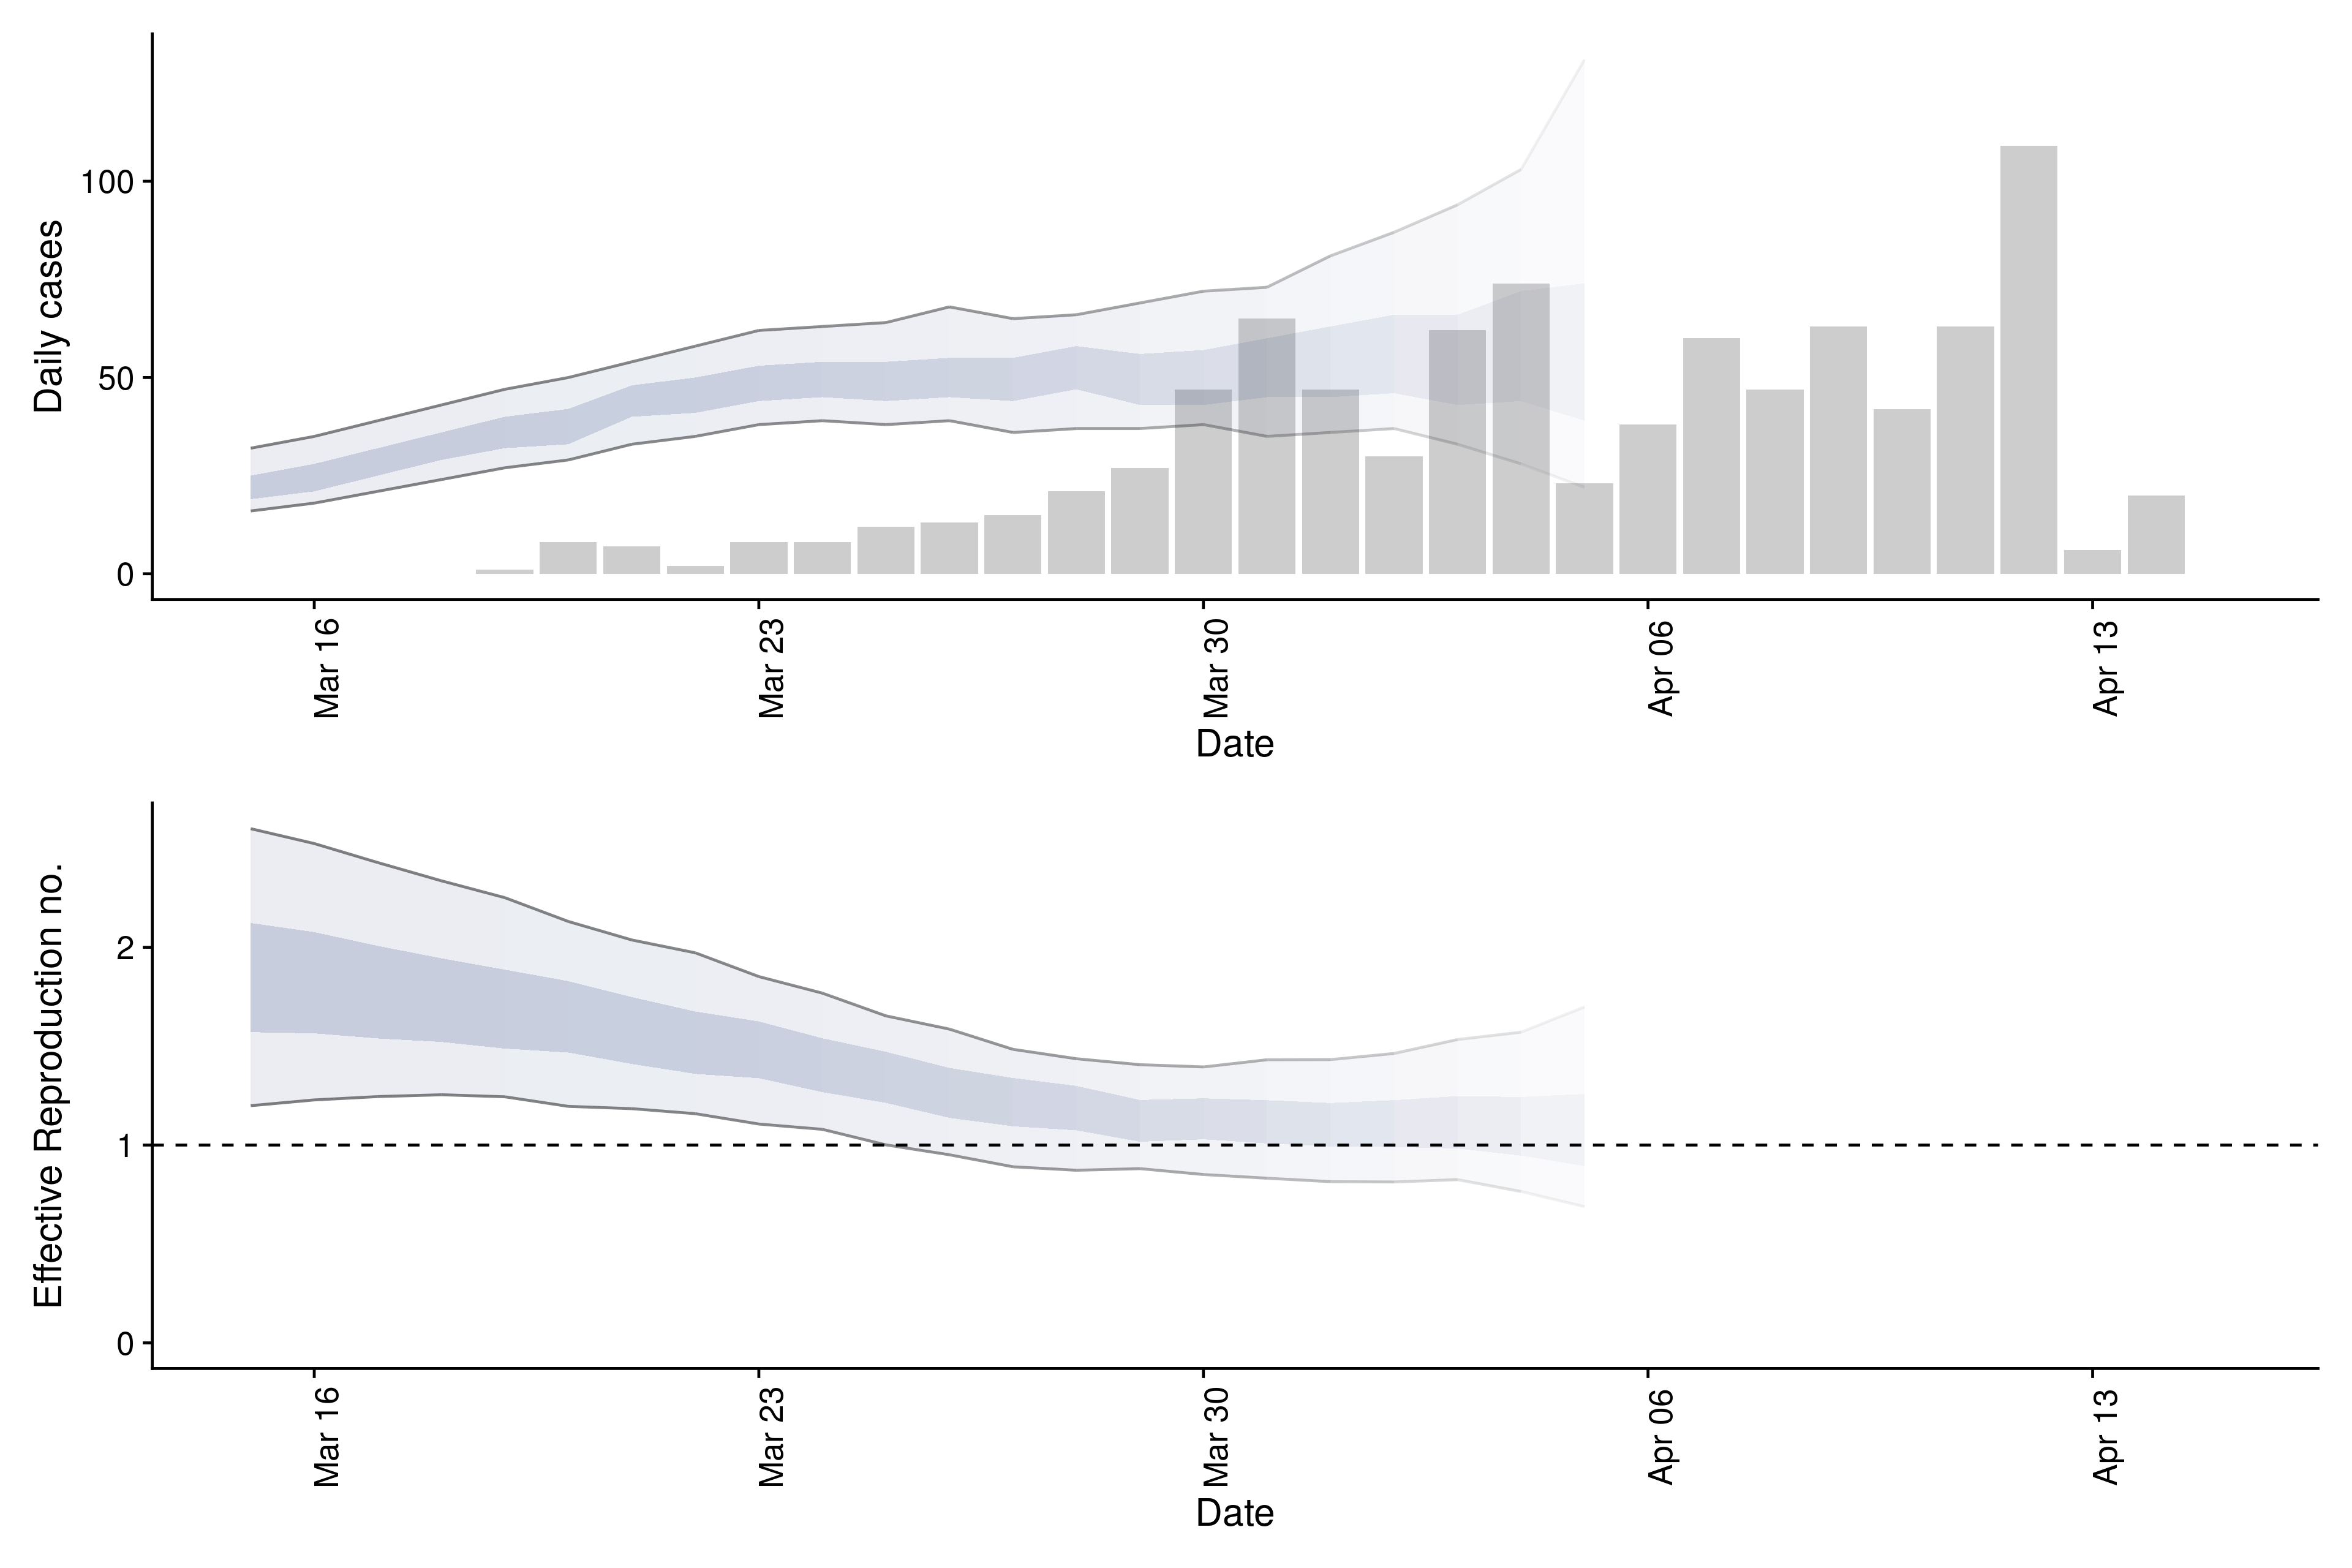 Daily cases
100
50
0
Mar 16
Mar 23
Mar 30
Apr 06
Apr 13
Date
Effective Reproduction no.
2
1
0
Mar 16
Mar 23
Mar 30
Apr 06
Apr 13
Date